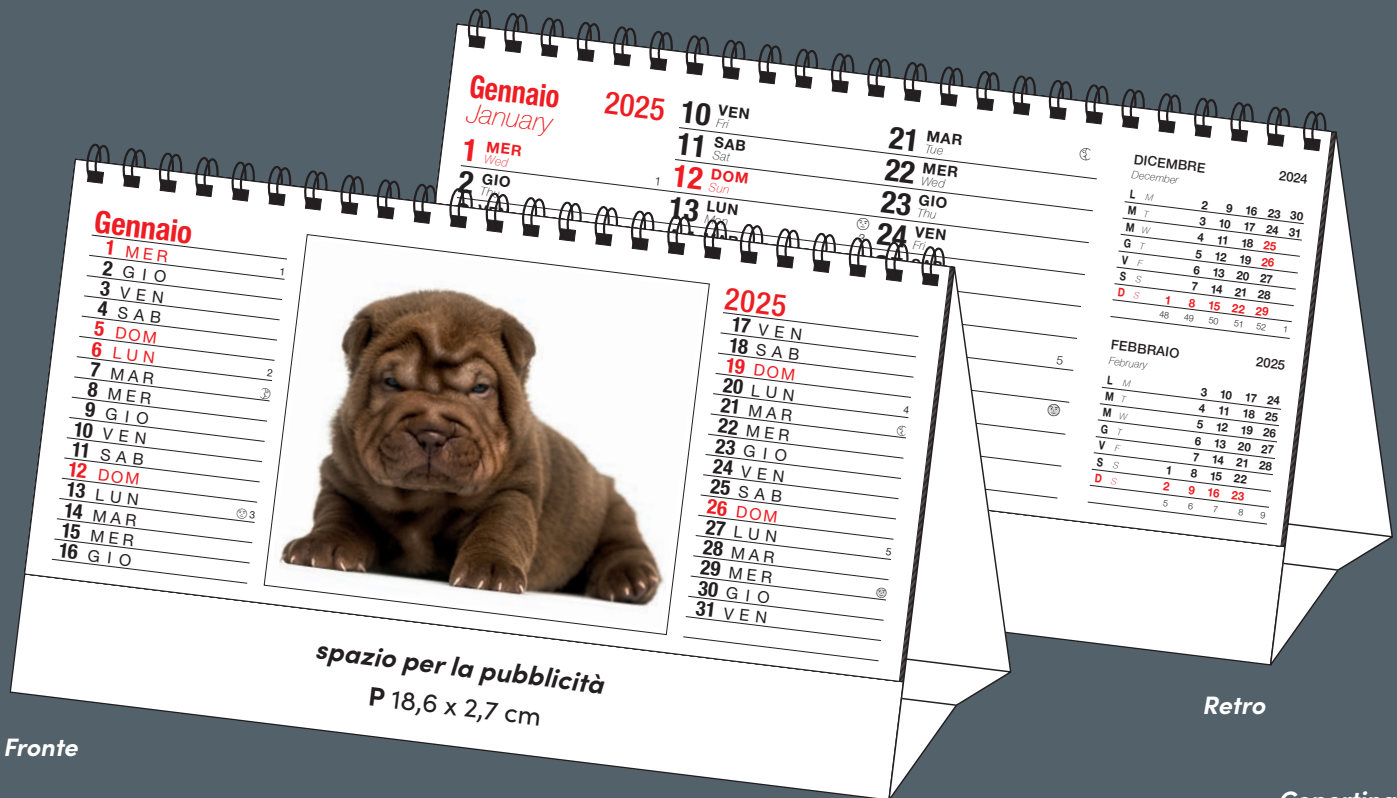 Gennaio
January
2025
1 MER
Wed
2 GIO
Thu
1
10 VEN
Fri
11 SAB
Sat
12 DOM
Sun
13 LUN
Mon
21 MAR
Tue
22 MER
Wed
23 GIO
Thu
24 VEN
Fri
5
DICEMBRE 2024
December
L M 2 9 16 23 30
M T 3 10 17 24 31
M W 4 11 18 25
G T 5 12 19 26
V F 6 13 20 27
S S 7 14 21 28
D S 1 8 15 22 29
48 49 50 51 52 1
FEBBRAIO 2025
February
L M 3 10 17 24
M T 4 11 18 25
M W 5 12 19 26
G T 6 13 20 27
V F 7 14 21 28
S S 1 8 15 22
D S 2 9 16 23
5 6 7 8 9
Gennaio
1 MER
2 GIO 1
3 VEN
4 SAB
5 DOM
6 LUN
7 MAR 2
8 MER
9 GIO
10 VEN
11 SAB
12 DOM
13 LUN
14 MAR 3
15 MER
16 GIO
2025
17 VEN
18 SAB
19 DOM
20 LUN
21 MAR 4
22 MER
23 GIO
24 VEN
25 SAB
26 DOM
27 LUN
28 MAR 5
29 MER
30 GIO
31 VEN
spazio per la pubblicità
P 18,6 x 2,7 cm
Fronte
Retro